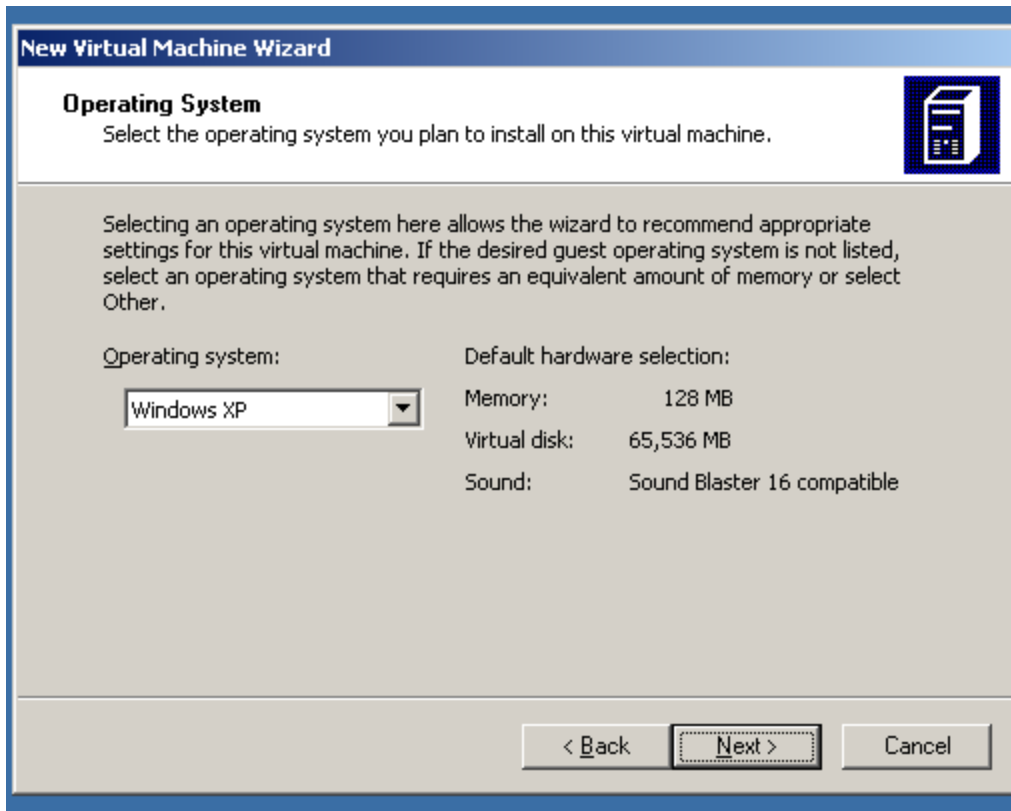 New Virtual Machine Wizard
Operating System
Select the operating system you plan to install on this virtual machine.
Selecting an operating system here allows the wizard to recommend appropriate
settings for this virtual machine. If the desired guest operating system is not listed,
select an operating system that requires an equivalent amount of memory or select
Other.
Operating system:
Windows XP
Default hardware selection:
Memory: 128 MB
Virtual disk: 65,536 MB
Sound: Sound Blaster 16 compatible
< Back Next > Cancel